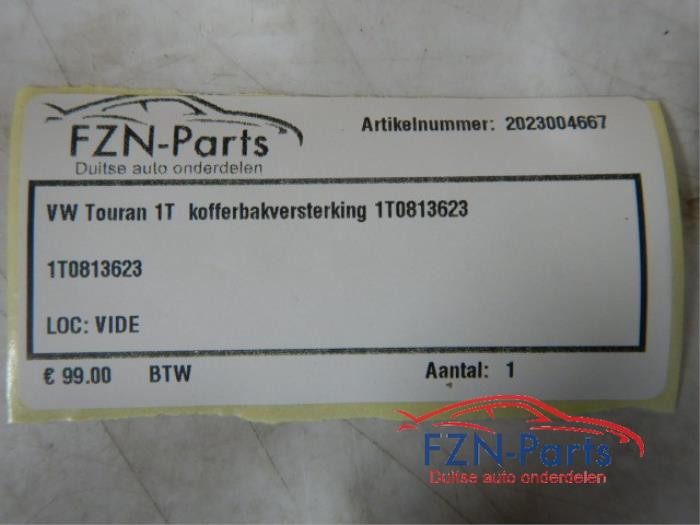 FZN-Parts
Duitse auto onderdelen
Artikelnummer: 2023004667
VW Touran 1T kofferbakversterking 1T0813623
1T0813623
LOC: VIDE
€ 99.00 BTW Aantal: 1
FZN-Parts
Duitse auto onderdelen